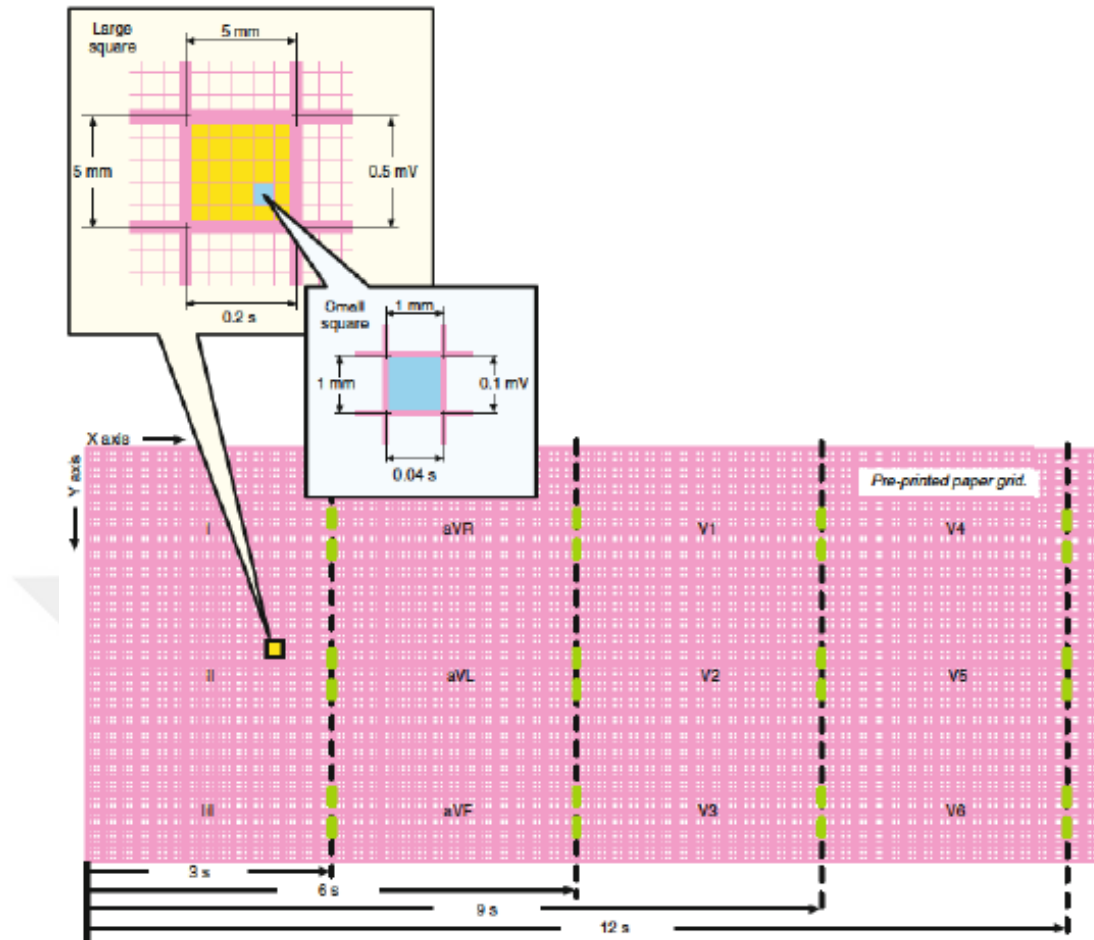 Large
square
5 mm
5 mm
0.5 mV
0.2 s
Small
square
1 mm
1 mm
0.1 mV
0.04 s
X axis
Y axis
Pre-printed paper grid.
I
aVR
V1
V4
II
aVL
V2
V5
III
aVF
V3
V6
3 s
6 s
9 s
12 s